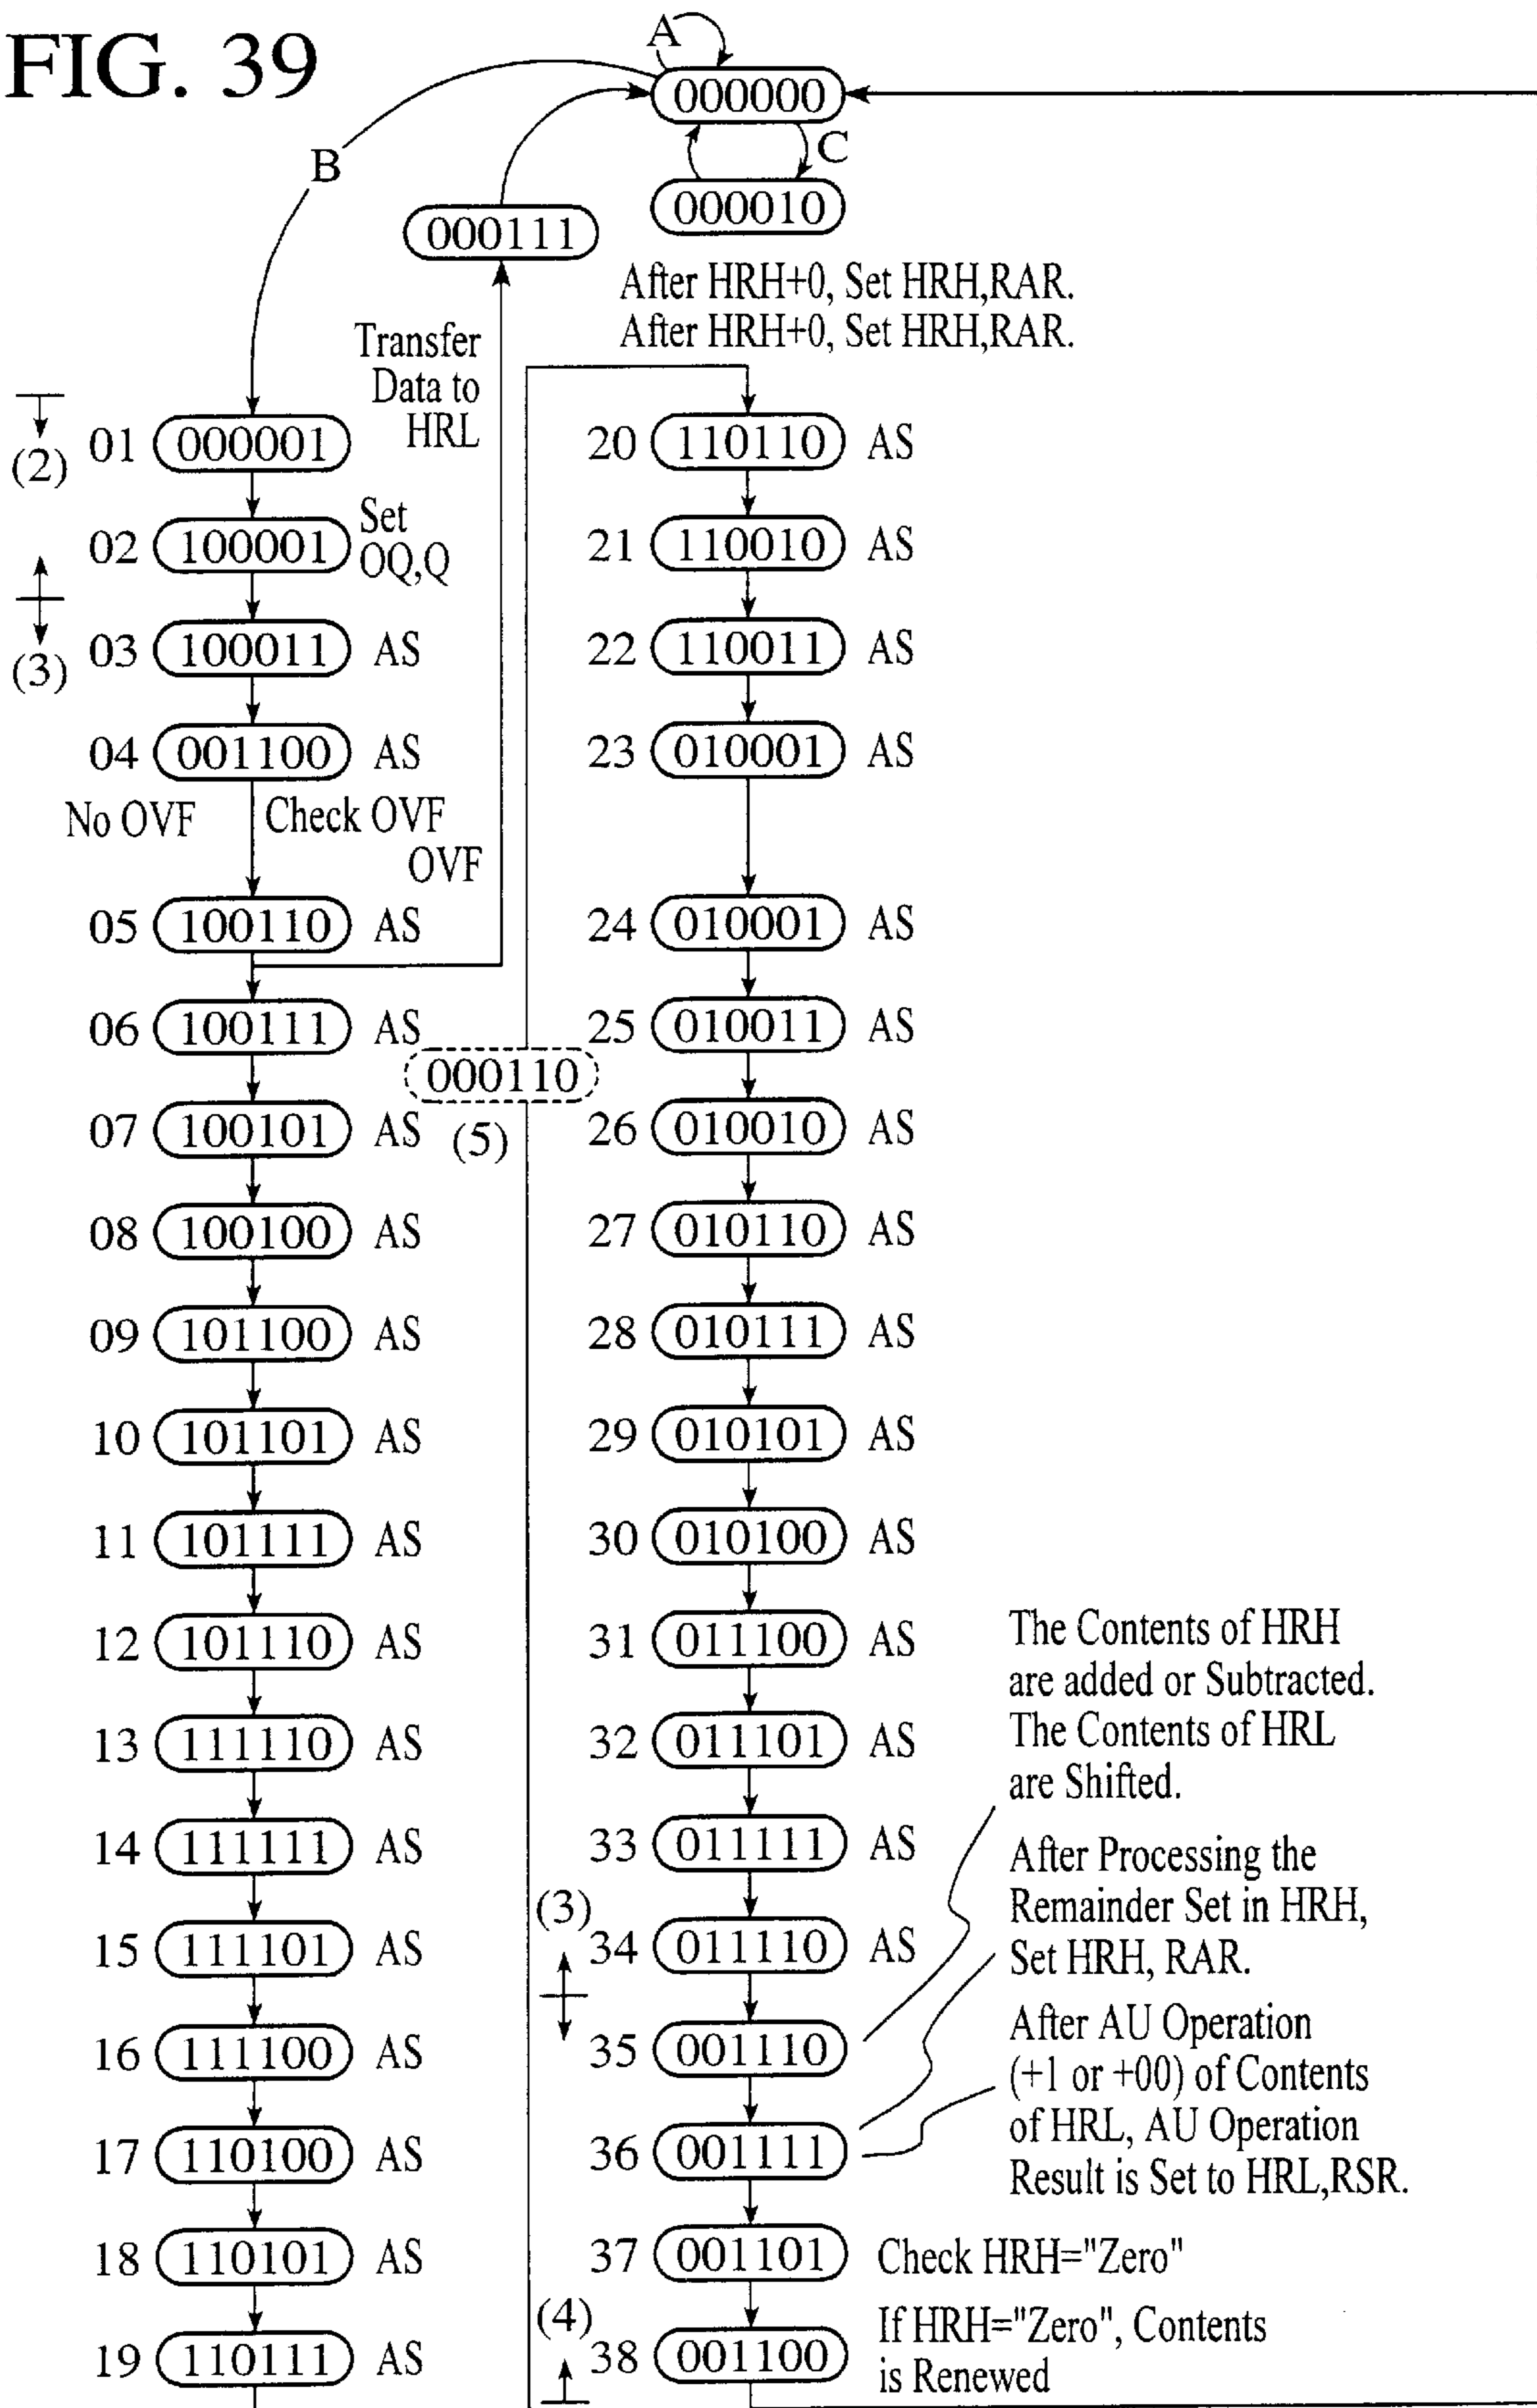 FIG. 39
A
000000
B
C
000010
000111
After HRH+0, Set HRH,RAR.
After HRH+0, Set HRH,RAR.
Transfer
Data to
HRL
(2)
01 000001
02 100001 Set
OQ,Q
(3)
03 100011 AS
04 001100 AS
No OVF Check OVF
OVF
05 100110 AS
06 100111 AS
000110
(5)
07 100101 AS
08 100100 AS
09 101100 AS
10 101101 AS
11 101111 AS
12 101110 AS
13 111110 AS
14 111111 AS
15 111101 AS
16 111100 AS
17 110100 AS
18 110101 AS
19 110111 AS
20 110110 AS
21 110010 AS
22 110011 AS
23 010001 AS
24 010001 AS
25 010011 AS
26 010010 AS
27 010110 AS
28 010111 AS
29 010101 AS
30 010100 AS
31 011100 AS
32 011101 AS
33 011111 AS
(3)
34 011110 AS
35 001110
36 001111
37 001101 Check HRH="Zero"
(4)
38 001100 If HRH="Zero", Contents
is Renewed
The Contents of HRH
are added or Subtracted.
The Contents of HRL
are Shifted.
After Processing the
Remainder Set in HRH,
Set HRH, RAR.
After AU Operation
(+1 or +00) of Contents
of HRL, AU Operation
Result is Set to HRL,RSR.